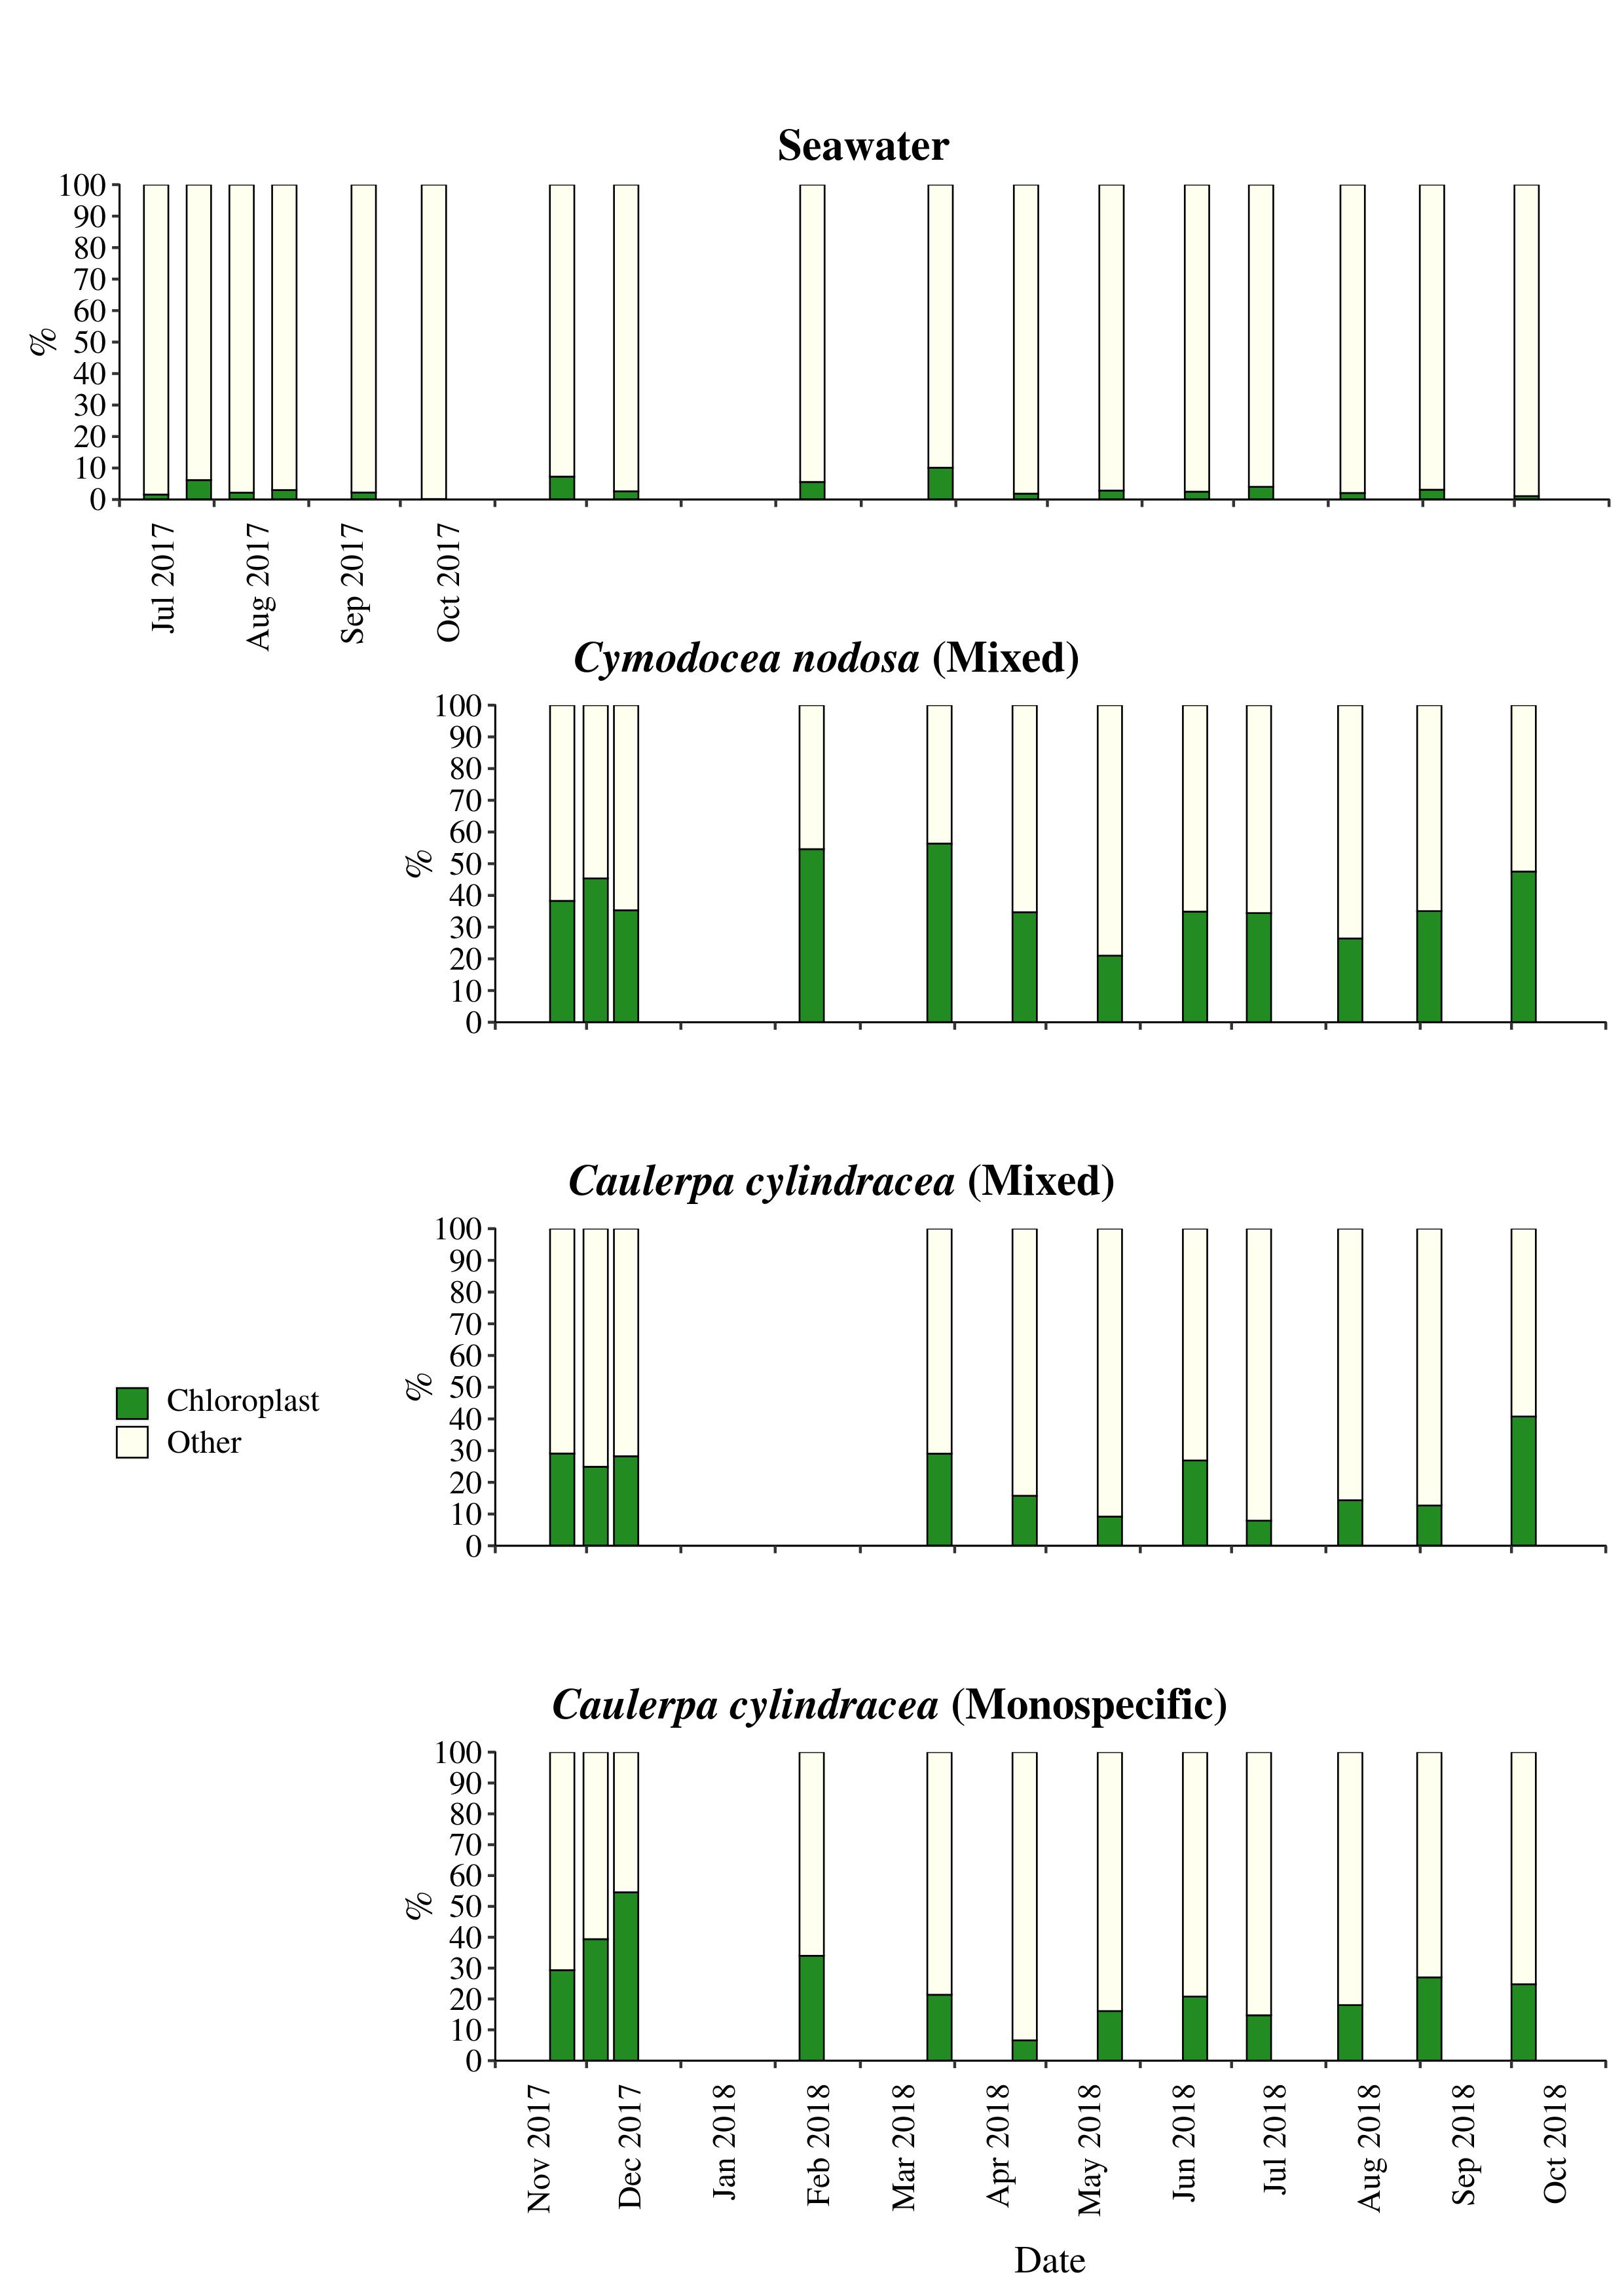 Seawater
100
90
80
70
60
50
40
30
20
10
0
%
Jul 2017
Aug 2017
Sep 2017
Oct 2017
Cymodocea nodosa (Mixed)
100
90
80
70
60
50
40
30
20
10
0
%
Caulerpa cylindracea (Mixed)
100
90
80
70
60
50
40
30
20
10
0
%
Chloroplast
Other
Caulerpa cylindracea (Monospecific)
100
90
80
70
60
50
40
30
20
10
0
%
Nov 2017
Dec 2017
Jan 2018
Feb 2018
Mar 2018
Apr 2018
May 2018
Jun 2018
Jul 2018
Aug 2018
Sep 2018
Oct 2018
Date